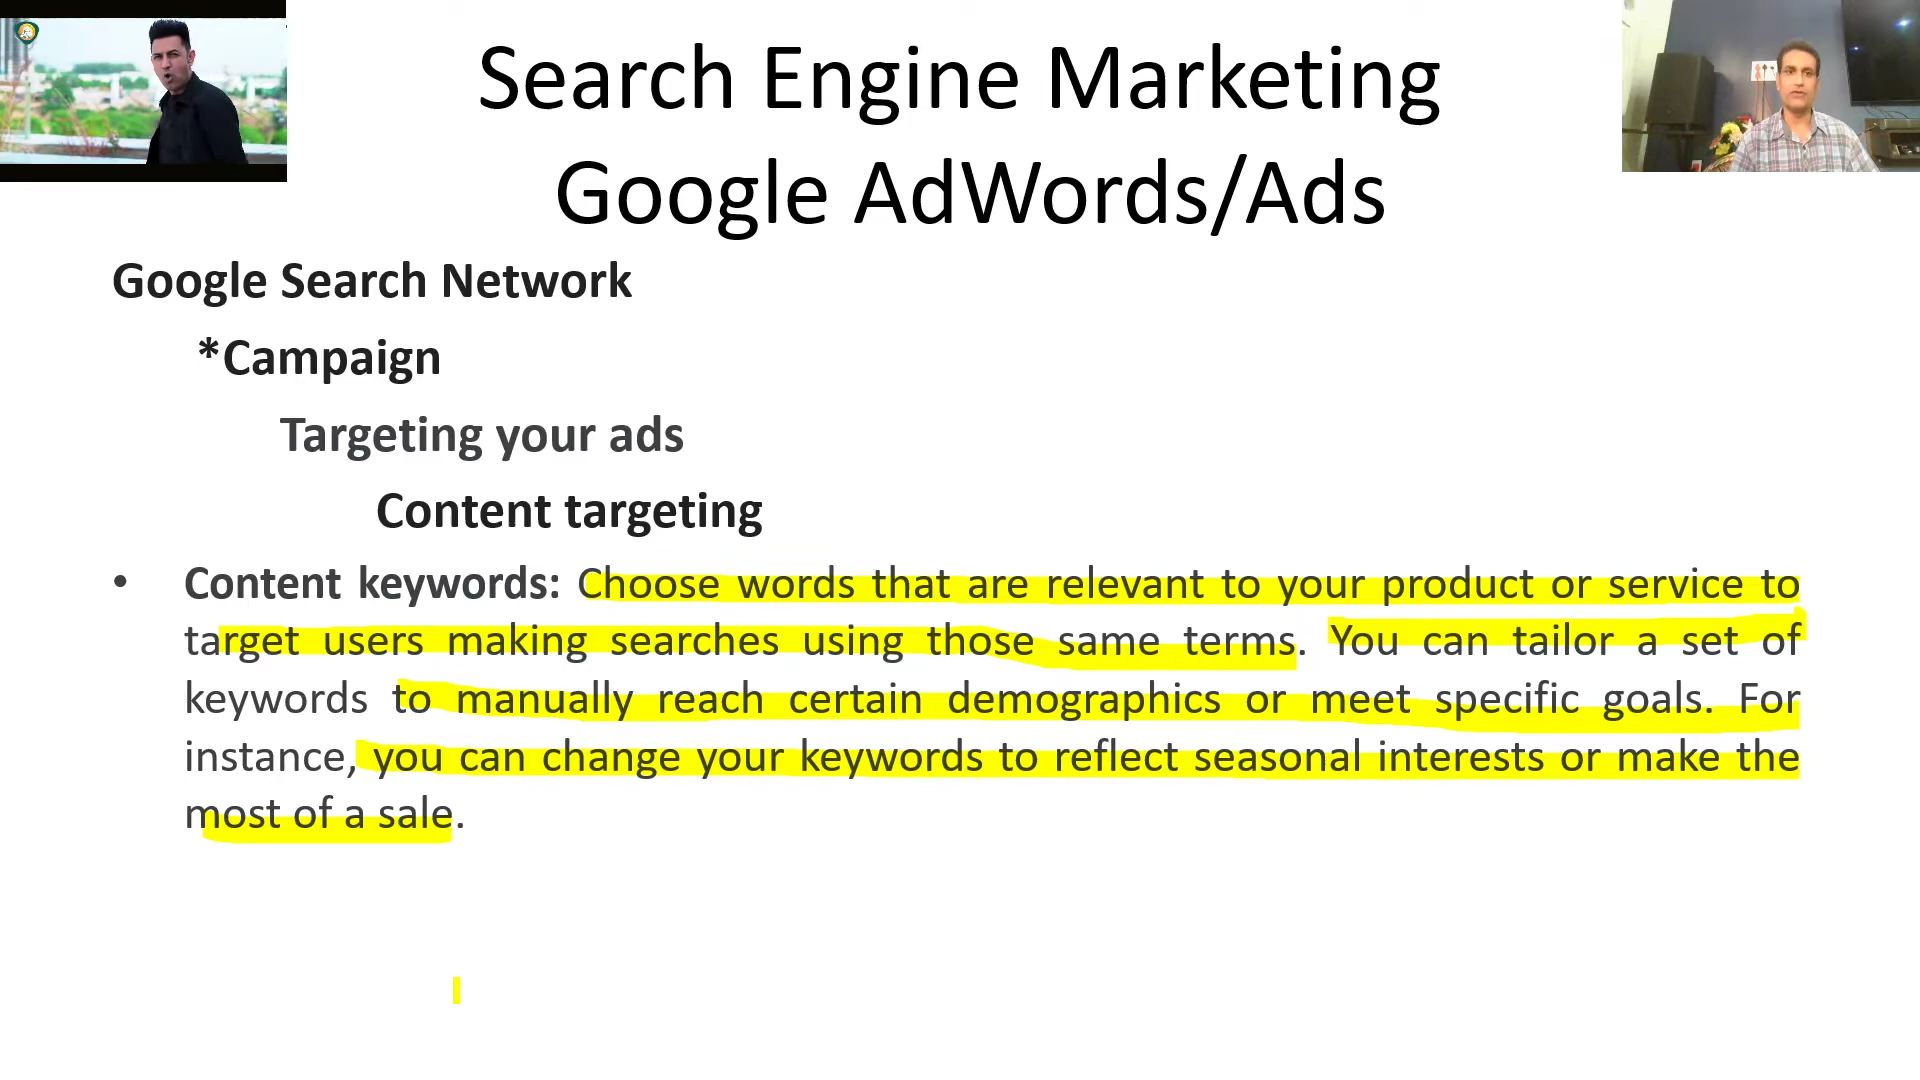 Search Engine Marketing
Google AdWords/Ads
Google Search Network
*Campaign
Targeting your ads
Content targeting
• Content keywords: Choose words that are relevant to your product or service to
target users making searches using those same terms. You can tailor a set of
keywords to manually reach certain demographics or meet specific goals. For
instance, you can change your keywords to reflect seasonal interests or make the
most of a sale.